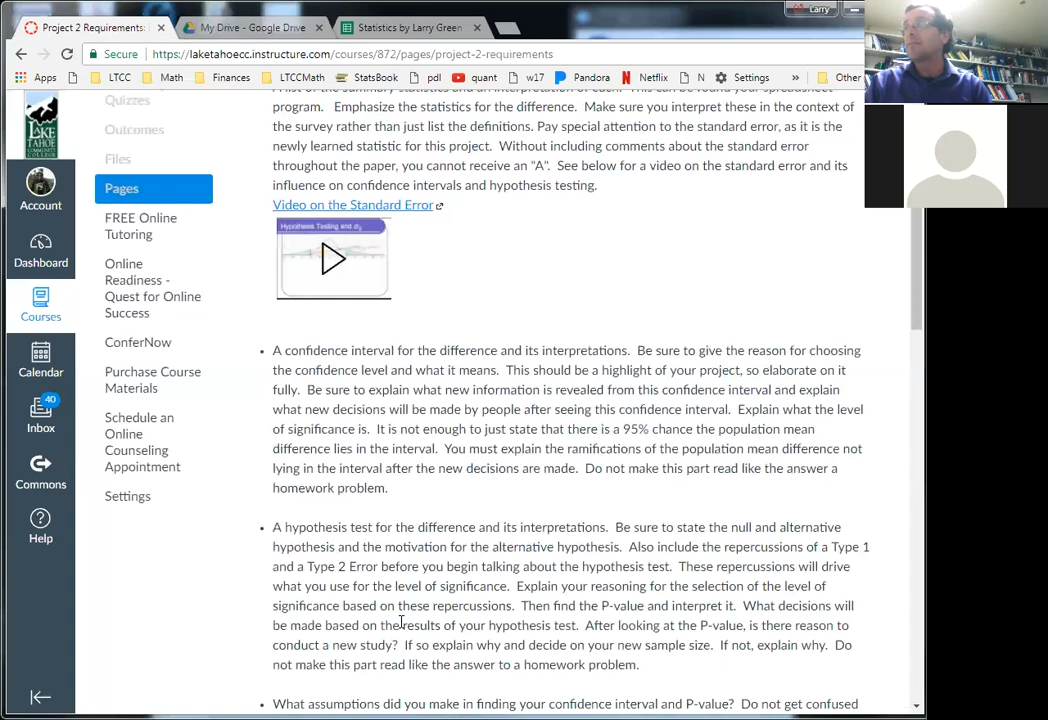 Larry
Project 2 Requirements:
My Drive - Google Drive
Statistics by Larry Green
Secure
https://laketahoecc.instructure.com/courses/872/pages/project-2-requirements
Apps
LTCC
Math
Finances
LTCCMath
StatsBook
pdl
quant
w17
Pandora
Netflix
N
Settings
»
Other
LAKE
TAHOE
COMMUNITY
COLLEGE
Account
Dashboard
Courses
Calendar
40
Inbox
Commons
Help
Quizzes
Outcomes
Files
Pages
FREE Online
Tutoring
Online
Readiness -
Quest for Online
Success
ConferNow
Purchase Course
Materials
Schedule an
Online
Counseling
Appointment
Settings
program. Emphasize the statistics for the difference. Make sure you interpret these in the context
of the survey rather than just list the definitions. Pay special attention to the standard error, as it is the
newly learned statistic for this project. Without including comments about the standard error
throughout the paper, you cannot receive an "A". See below for a video on the standard error and its
influence on confidence intervals and hypothesis testing.
Video on the Standard Error
Hypothesis Testing and
• A confidence interval for the difference and its interpretations. Be sure to give the reason for choosing
the confidence level and what it means. This should be a highlight of your project, so elaborate on it
fully. Be sure to explain what new information is revealed from this confidence interval and explain
what new decisions will be made by people after seeing this confidence interval. Explain what the level
of significance is. It is not enough to just state that there is a 95% chance the population mean
difference lies in the interval. You must explain the ramifications of the population mean difference not
lying in the interval after the new decisions are made. Do not make this part read like the answer a
homework problem.
• A hypothesis test for the difference and its interpretations. Be sure to state the null and alternative
hypothesis and the motivation for the alternative hypothesis. Also include the repercussions of a Type 1
and a Type 2 Error before you begin talking about the hypothesis test. These repercussions will drive
what you use for the level of significance. Explain your reasoning for the selection of the level of
significance based on these repercussions. Then find the P-value and interpret it. What decisions will
be made based on the results of your hypothesis test. After looking at the P-value, is there reason to
conduct a new study? If so explain why and decide on your new sample size. If not, explain why. Do
not make this part read like the answer to a homework problem.
• What assumptions did you make in finding your confidence interval and P-value? Do not get confused